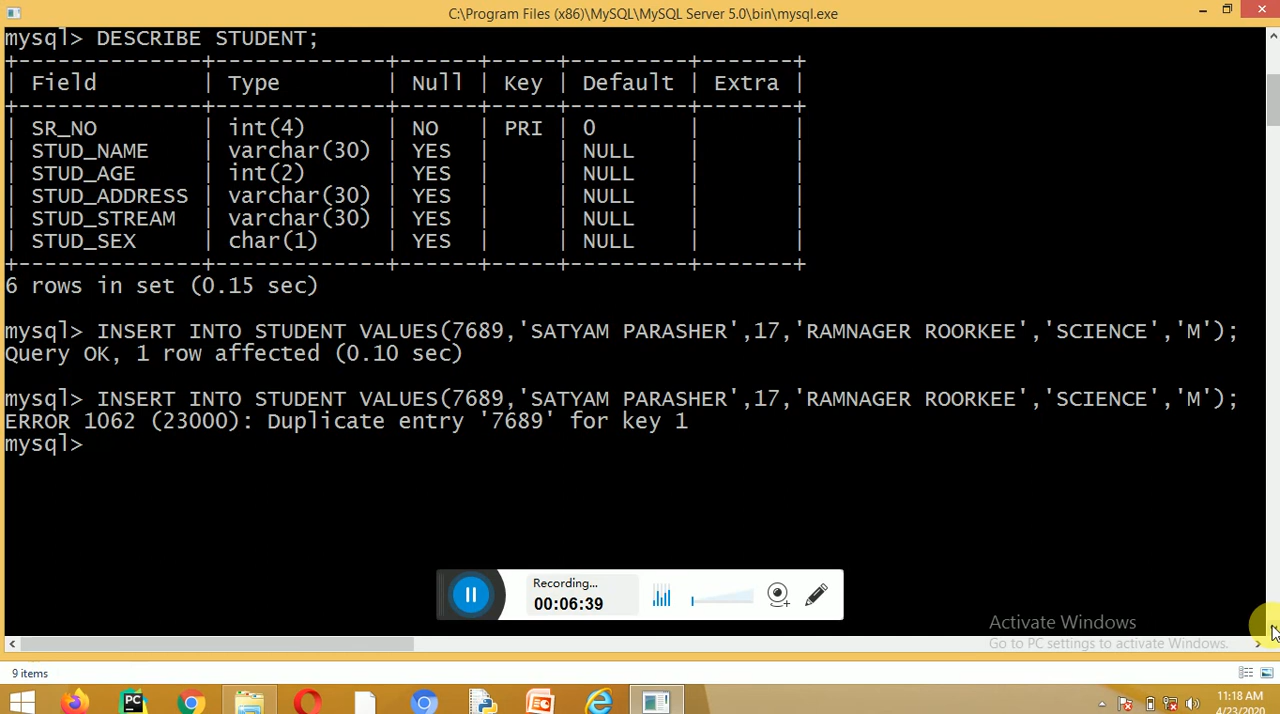 C:\Program Files (x86)\MySQL\MySQL Server 5.0\bin\mysql.exe
mysql> DESCRIBE STUDENT;
+--------------+-------------+------+-----+---------+-------+
| Field        | Type        | Null | Key | Default | Extra |
+--------------+-------------+------+-----+---------+-------+
| SR_NO        | int(4)      | NO   | PRI | 0       |       |
| STUD_NAME    | varchar(30) | YES  |     | NULL    |       |
| STUD_AGE     | int(2)      | YES  |     | NULL    |       |
| STUD_ADDRESS | varchar(30) | YES  |     | NULL    |       |
| STUD_STREAM  | varchar(30) | YES  |     | NULL    |       |
| STUD_SEX     | char(1)     | YES  |     | NULL    |       |
+--------------+-------------+------+-----+---------+-------+
6 rows in set (0.15 sec)
mysql> INSERT INTO STUDENT VALUES(7689,'SATYAM PARASHER',17,'RAMNAGER ROORKEE','SCIENCE','M');
Query OK, 1 row affected (0.10 sec)
mysql> INSERT INTO STUDENT VALUES(7689,'SATYAM PARASHER',17,'RAMNAGER ROORKEE','SCIENCE','M');
ERROR 1062 (23000): Duplicate entry '7689' for key 1
mysql>
Recording...
00:06:39
Activate Windows
Go to PC settings to activate Windows.
9 items
PC
11:18 AM
4/23/2020